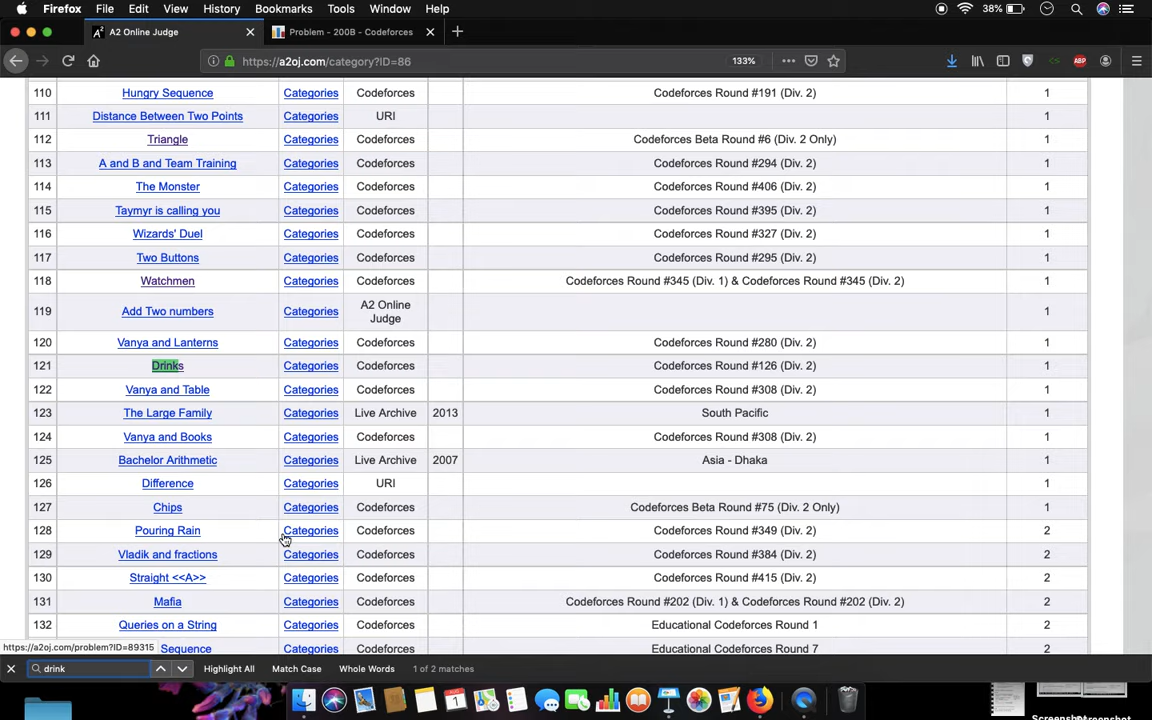 Firefox File Edit View History Bookmarks Tools Window Help 38%
A2 Online Judge Problem - 200B - Codeforces
https://a2oj.com/category?ID=86 133% ABP
110 Hungry Sequence Categories Codeforces Codeforces Round #191 (Div. 2) 1
111 Distance Between Two Points Categories URI 1
112 Triangle Categories Codeforces Codeforces Beta Round #6 (Div. 2 Only) 1
113 A and B and Team Training Categories Codeforces Codeforces Round #294 (Div. 2) 1
114 The Monster Categories Codeforces Codeforces Round #406 (Div. 2) 1
115 Taymyr is calling you Categories Codeforces Codeforces Round #395 (Div. 2) 1
116 Wizards' Duel Categories Codeforces Codeforces Round #327 (Div. 2) 1
117 Two Buttons Categories Codeforces Codeforces Round #295 (Div. 2) 1
118 Watchmen Categories Codeforces Codeforces Round #345 (Div. 1) & Codeforces Round #345 (Div. 2) 1
119 Add Two numbers Categories A2 Online Judge 1
120 Vanya and Lanterns Categories Codeforces Codeforces Round #280 (Div. 2) 1
121 Drinks Categories Codeforces Codeforces Round #126 (Div. 2) 1
122 Vanya and Table Categories Codeforces Codeforces Round #308 (Div. 2) 1
123 The Large Family Categories Live Archive 2013 South Pacific 1
124 Vanya and Books Categories Codeforces Codeforces Round #308 (Div. 2) 1
125 Bachelor Arithmetic Categories Live Archive 2007 Asia - Dhaka 1
126 Difference Categories URI 1
127 Chips Categories Codeforces Codeforces Beta Round #75 (Div. 2 Only) 1
128 Pouring Rain Categories Codeforces Codeforces Round #349 (Div. 2) 2
129 Vladik and fractions Categories Codeforces Codeforces Round #384 (Div. 2) 2
130 Straight <<A>> Categories Codeforces Codeforces Round #415 (Div. 2) 2
131 Mafia Categories Codeforces Codeforces Round #202 (Div. 1) & Codeforces Round #202 (Div. 2) 2
132 Queries on a String Categories Codeforces Educational Codeforces Round 1 2
https://a2oj.com/problem?ID=89315 Sequence Categories Codeforces Educational Codeforces Round 7 2
drink Highlight All Match Case Whole Words 1 of 2 matches